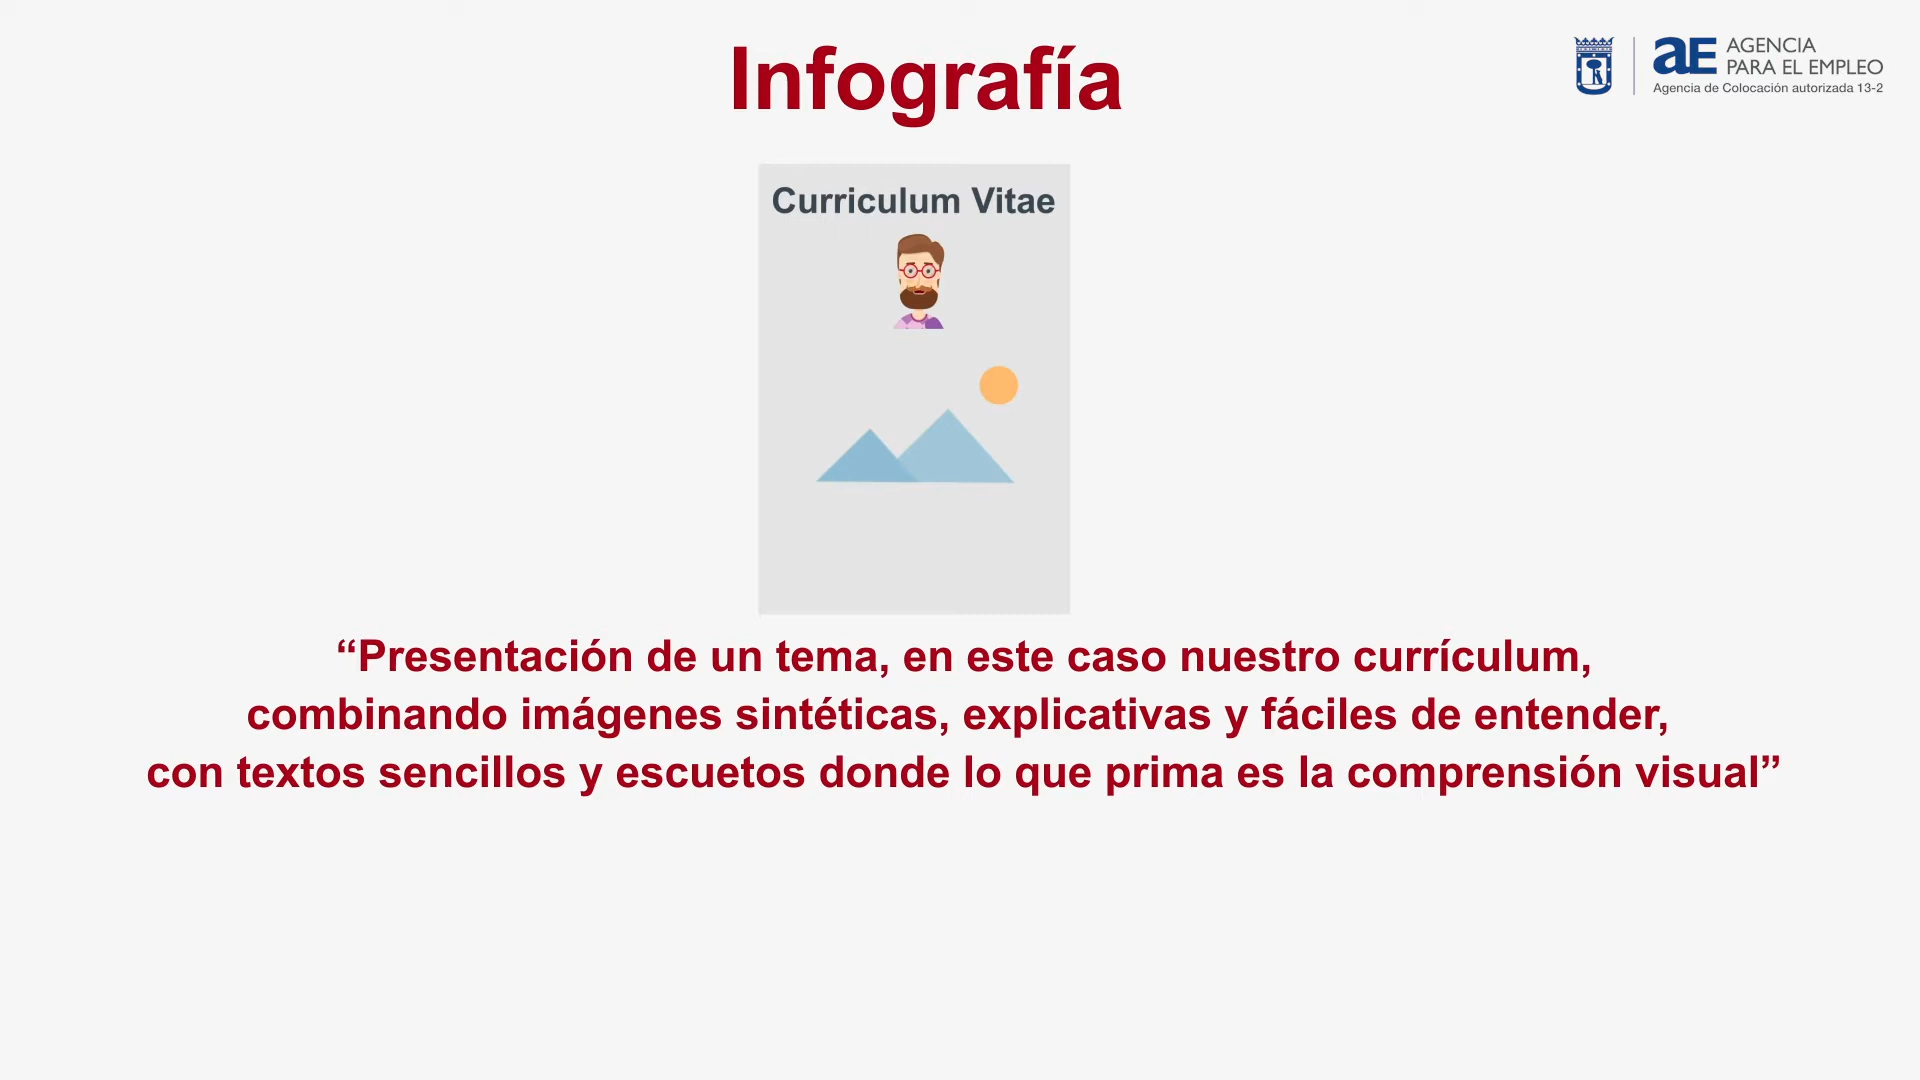 Infografía
AGENCIA
PARA EL EMPLEO
aE
Agencia de Colocación autorizada 13-2
Curriculum Vitae
“Presentación de un tema, en este caso nuestro currículum,
combinando imágenes sintéticas, explicativas y fáciles de entender,
con textos sencillos y escuetos donde lo que prima es la comprensión visual”